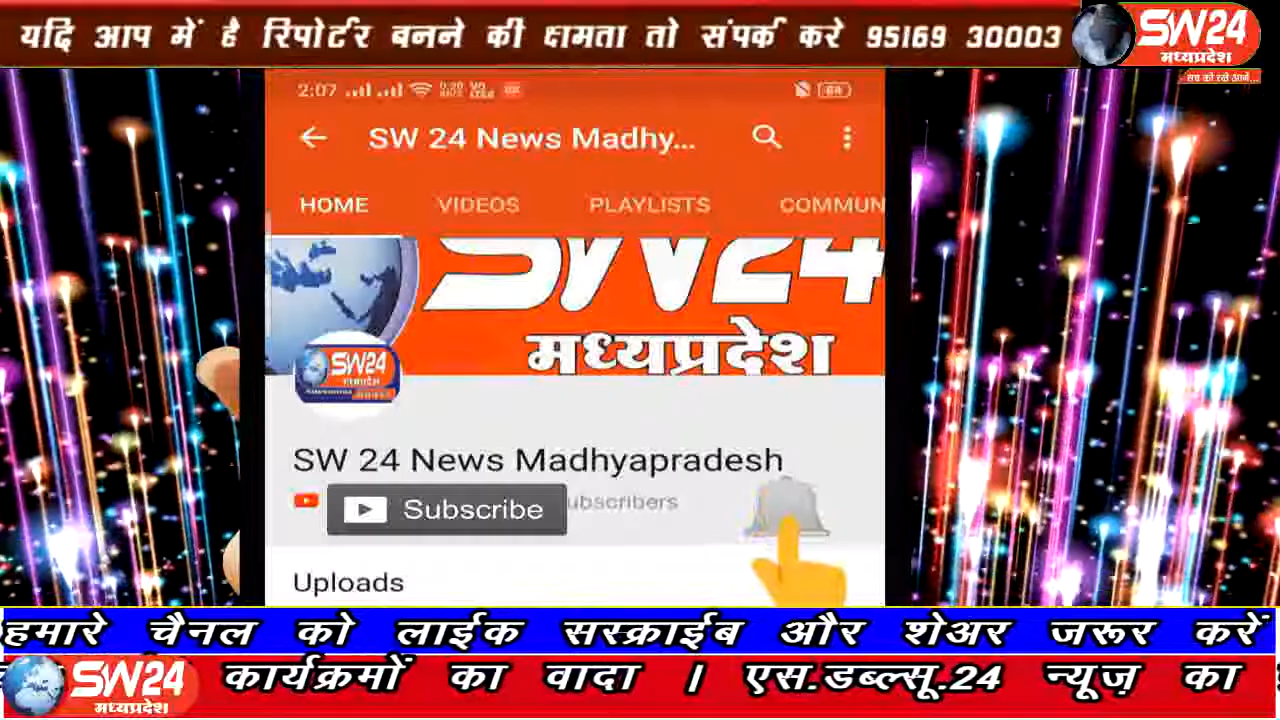 यदि आप में है रिपोर्टर बनने की क्षमता तो संपर्क करे 95169 30003
SW24
मध्यप्रदेश
2:07
SW 24 News Madhy...
HOME VIDEOS PLAYLISTS COMMUN
SW24
मध्यप्रदेश
SW24
SW 24 News Madhyapradesh
Subscribe ubscribers
Uploads
हमारे चैनल को लाईक सस्क्राईब और शेअर जरूर करें
कार्यक्रमों का वादा । एस.डब्ल्सू.24 न्यूज़ का
SW24
मध्यप्रदेश